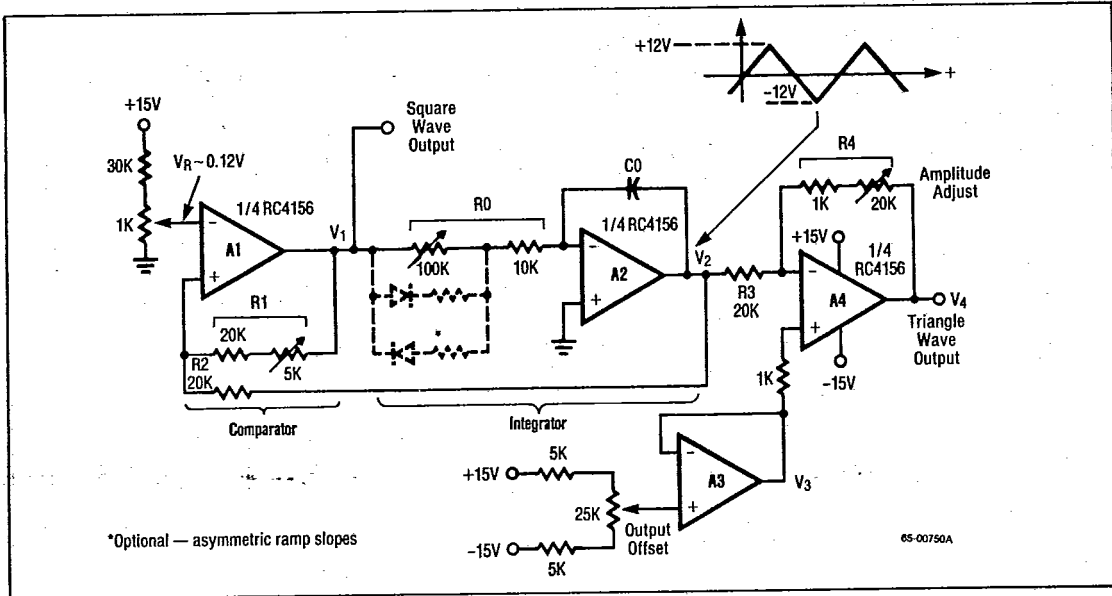 +12V
+
−12V
+15V
Square
Wave
Output
30K
VR ~ 0.12V
1K
−
+
A1
1/4 RC4156
V1
R0
100K
10K
*
C0
1/4 RC4156
−
+
A2
V2
R4
1K
20K
Amplitude
Adjust
R3
20K
+15V
1/4
RC4156
−
+
A4
−15V
V4
Triangle
Wave
Output
1K
R1
20K
5K
R2
20K
Comparator
Integrator
−
+
A3
V3
+15V
5K
25K
Output
Offset
−15V
5K
*Optional — asymmetric ramp slopes
65-00750A